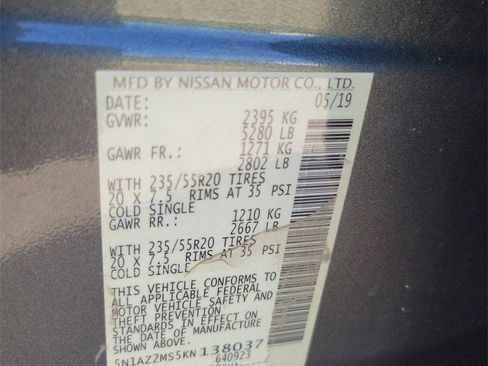 MFD BY NISSAN MOTOR CO., LTD.
DATE: 05/19
GVWR: 2395 KG
5280 LB
GAWR FR.: 1271 KG
2802 LB
WITH 235/55R20 TIRES
20 X 7.5 RIMS AT 35 PSI
COLD SINGLE
GAWR RR.: 1210 KG
2667 LB
WITH 235/55R20 TIRES
20 X 7.5 RIMS AT 35 PSI
COLD SINGLE
THIS VEHICLE CONFORMS TO
ALL APPLICABLE FEDERAL
MOTOR VEHICLE SAFETY AND
THEFT PREVENTION
STANDARDS IN EFFECT ON
THE DATE OF MANUFACTURE
SHOWN ABOVE.
5N1AZ2MS5KN138037
640923